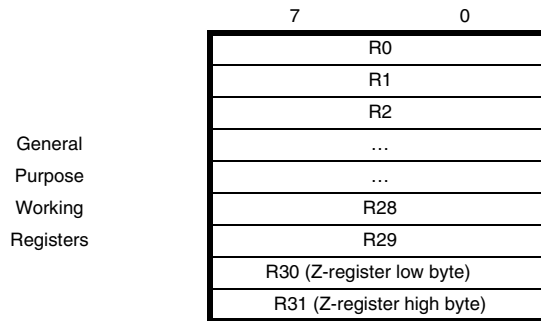 7 0
R0
R1
R2
General …
Purpose …
Working R28
Registers R29
R30 (Z-register low byte)
R31 (Z-register high byte)